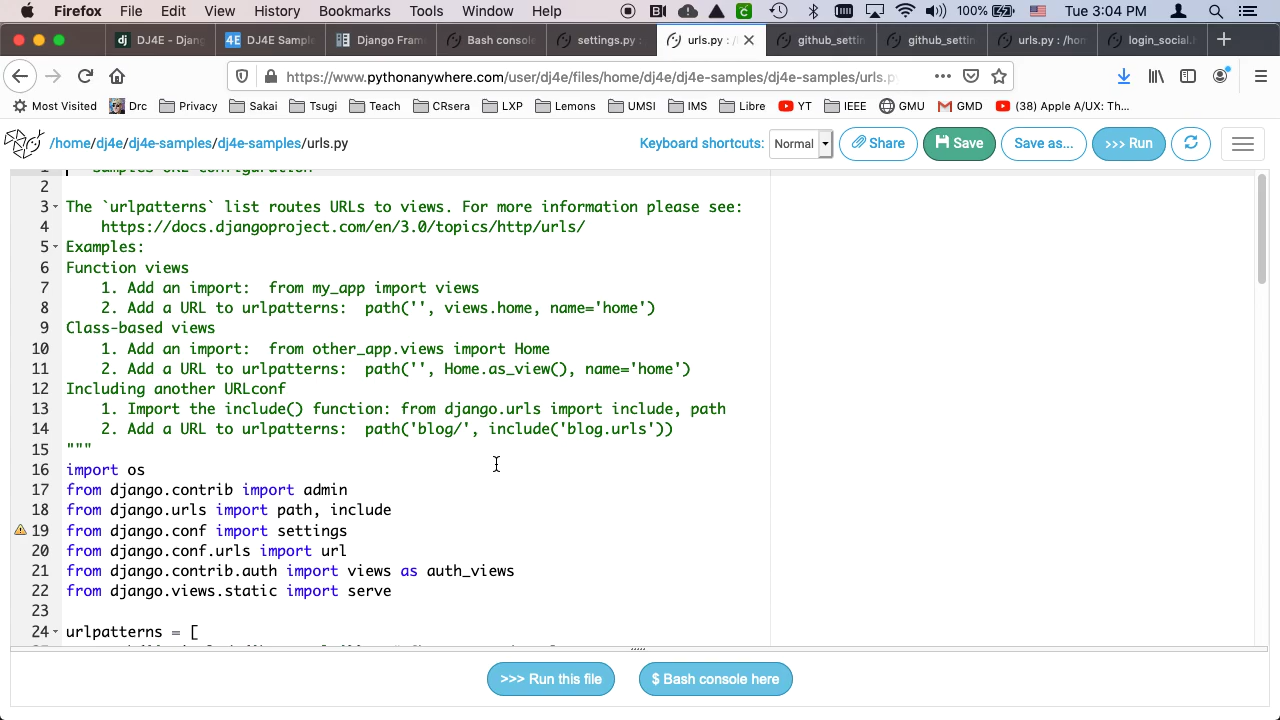 Firefox File Edit View History Bookmarks Tools Window Help 100% Tue 3:04 PM
dj DJ4E - Djang 4E DJ4E Sample Django Fram Bash console settings.py : urls.py : /h github_settin github_settin urls.py : /hom login_social.h
https://www.pythonanywhere.com/user/dj4e/files/home/dj4e/dj4e-samples/dj4e-samples/urls.py
Most Visited Drc Privacy Sakai Tsugi Teach CRsera LXP Lemons UMSI IMS Libre YT IEEE GMU GMD (38) Apple A/UX: Th...
/home/dj4e/dj4e-samples/dj4e-samples/urls.py Keyboard shortcuts: Normal Share Save Save as... >>> Run
1 samples URL Configuration
2
3 The `urlpatterns` list routes URLs to views. For more information please see:
4 https://docs.djangoproject.com/en/3.0/topics/http/urls/
5 Examples:
6 Function views
7 1. Add an import:  from my_app import views
8 2. Add a URL to urlpatterns:  path('', views.home, name='home')
9 Class-based views
10 1. Add an import:  from other_app.views import Home
11 2. Add a URL to urlpatterns:  path('', Home.as_view(), name='home')
12 Including another URLconf
13 1. Import the include() function: from django.urls import include, path
14 2. Add a URL to urlpatterns:  path('blog/', include('blog.urls'))
15 """
16 import os
17 from django.contrib import admin
18 from django.urls import path, include
19 from django.conf import settings
20 from django.conf.urls import url
21 from django.contrib.auth import views as auth_views
22 from django.views.static import serve
23
24 urlpatterns = [
>>> Run this file $ Bash console here